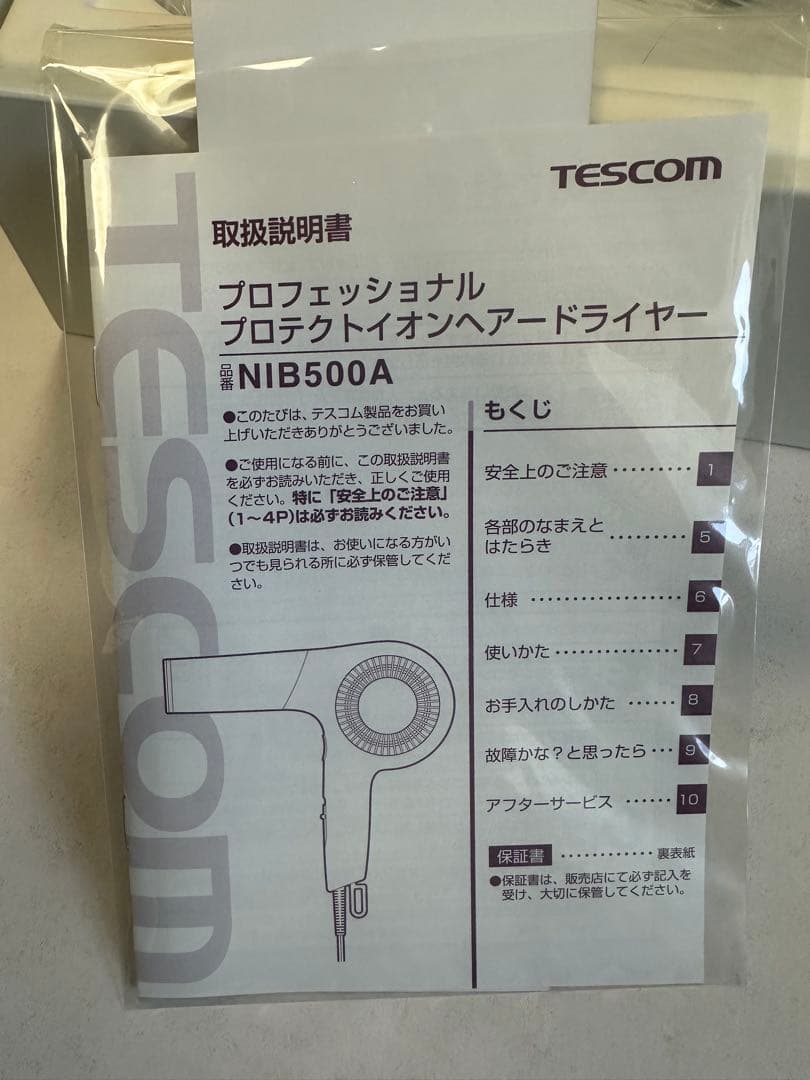 TESCOM
TESCOM
取扱説明書
プロフェッショナル
プロテクトイオンヘアードライヤー
品番 NIB500A
●このたびは、テスコム製品をお買い
上げいただきありがとうございました。
●ご使用になる前に、この取扱説明書
を必ずお読みいただき、正しくご使用
ください。特に「安全上のご注意」
(1～4P)は必ずお読みください。
●取扱説明書は、お使いになる方がい
つでも見られる所に必ず保管してくだ
さい。
もくじ
安全上のご注意 ········· 1
各部のなまえと
はたらき ········· 5
仕様 ·················· 6
使いかた ··············· 7
お手入れのしかた ······ 8
故障かな？と思ったら ··· 9
アフターサービス ······ 10
保証書 ············ 裏表紙
●保証書は、販売店にて必ず記入を
受け、大切に保管してください。